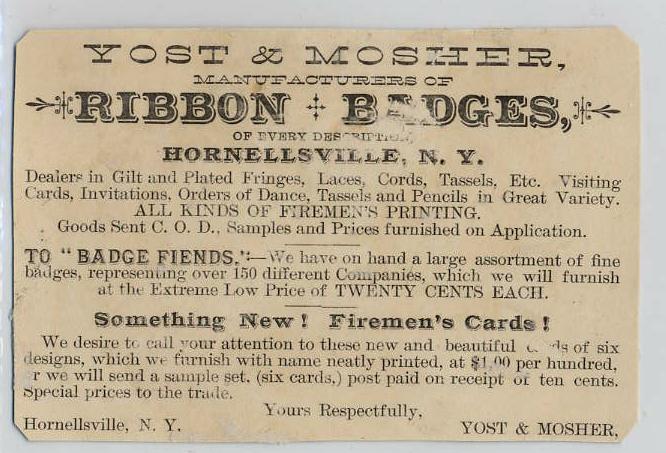 YOST & MOSHER,
MANUFACTURERS OF
RIBBON BADGES,
OF EVERY DESCRIPTION,
HORNELLSVILLE, N. Y.
Dealers in Gilt and Plated Fringes, Laces, Cords, Tassels, Etc. Visiting
Cards, Invitations, Orders of Dance, Tassels and Pencils in Great Variety.
ALL KINDS OF FIREMEN'S PRINTING.
Goods Sent C. O. D., Samples and Prices furnished on Application.
TO "BADGE FIENDS."—We have on hand a large assortment of fine
badges, representing over 150 different Companies, which we will furnish
at the Extreme Low Price of TWENTY CENTS EACH.
Something New! Firemen's Cards!
We desire to call your attention to these new and beautiful of six
designs, which we furnish with name neatly printed, at $1.00 per hundred,
or we will send a sample set, (six cards,) post paid on receipt of ten cents.
Special prices to the trade.
Yours Respectfully,
Hornellsville, N. Y. YOST & MOSHER,